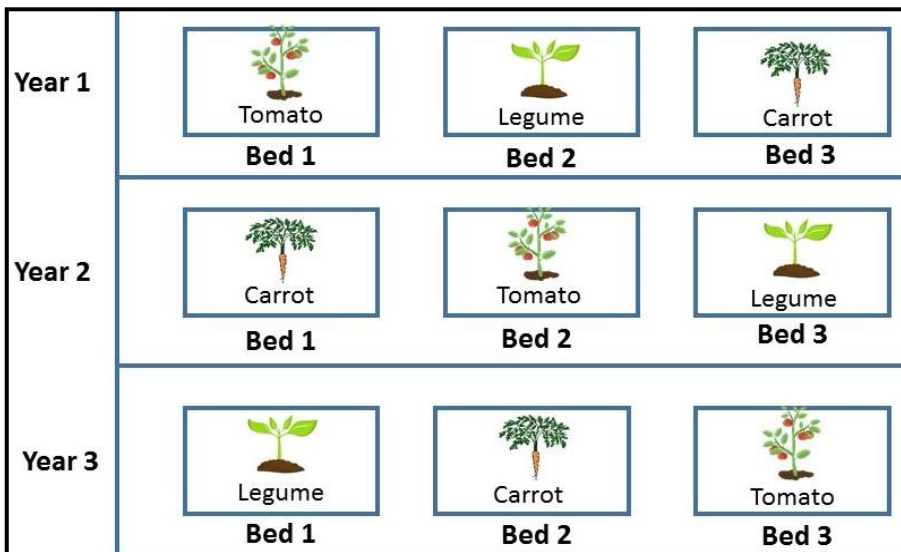 Year 1
Tomato
Legume
Carrot
Bed 1
Bed 2
Bed 3
Year 2
Carrot
Tomato
Legume
Bed 1
Bed 2
Bed 3
Year 3
Legume
Carrot
Tomato
Bed 1
Bed 2
Bed 3